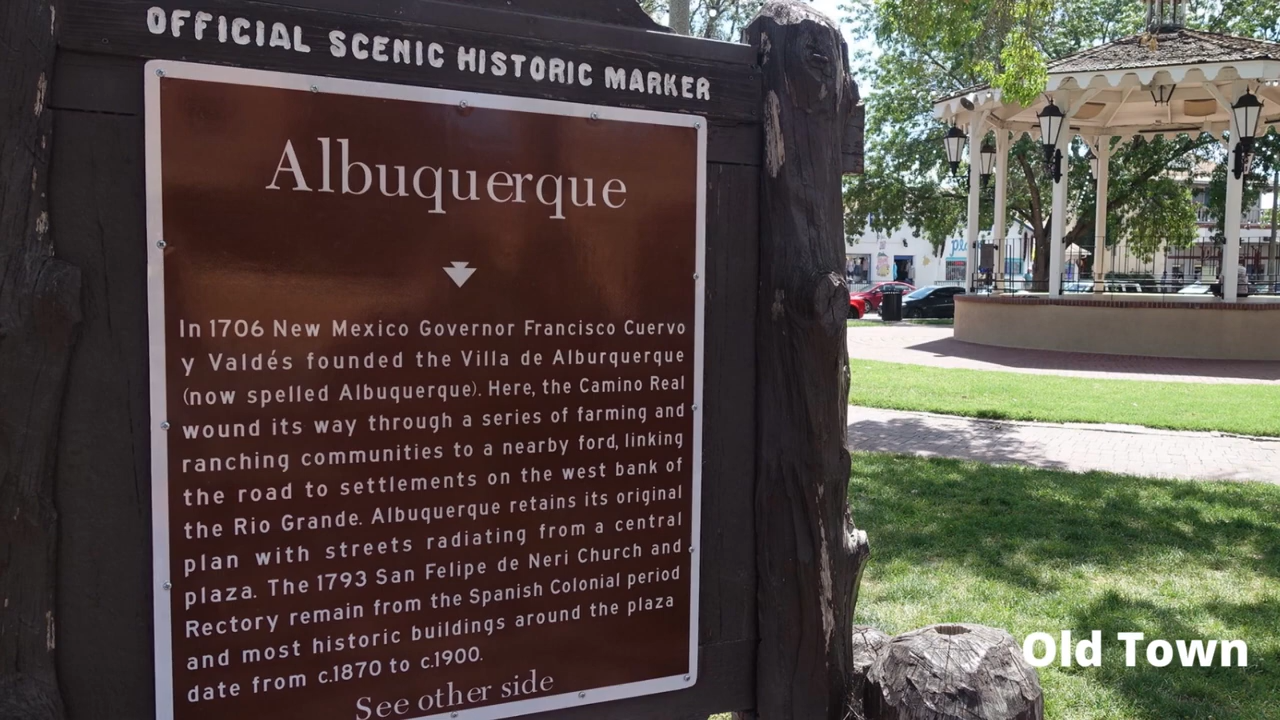 OFFICIAL SCENIC HISTORIC MARKER
Albuquerque
In 1706 New Mexico Governor Francisco Cuervo
y Valdés founded the Villa de Alburquerque
(now spelled Albuquerque). Here, the Camino Real
wound its way through a series of farming and
ranching communities to a nearby ford, linking
the road to settlements on the west bank of
the Rio Grande. Albuquerque retains its original
plan with streets radiating from a central
plaza. The 1793 San Felipe de Neri Church and
Rectory remain from the Spanish Colonial period
and most historic buildings around the plaza
date from c.1870 to c.1900.
See other side
Old Town